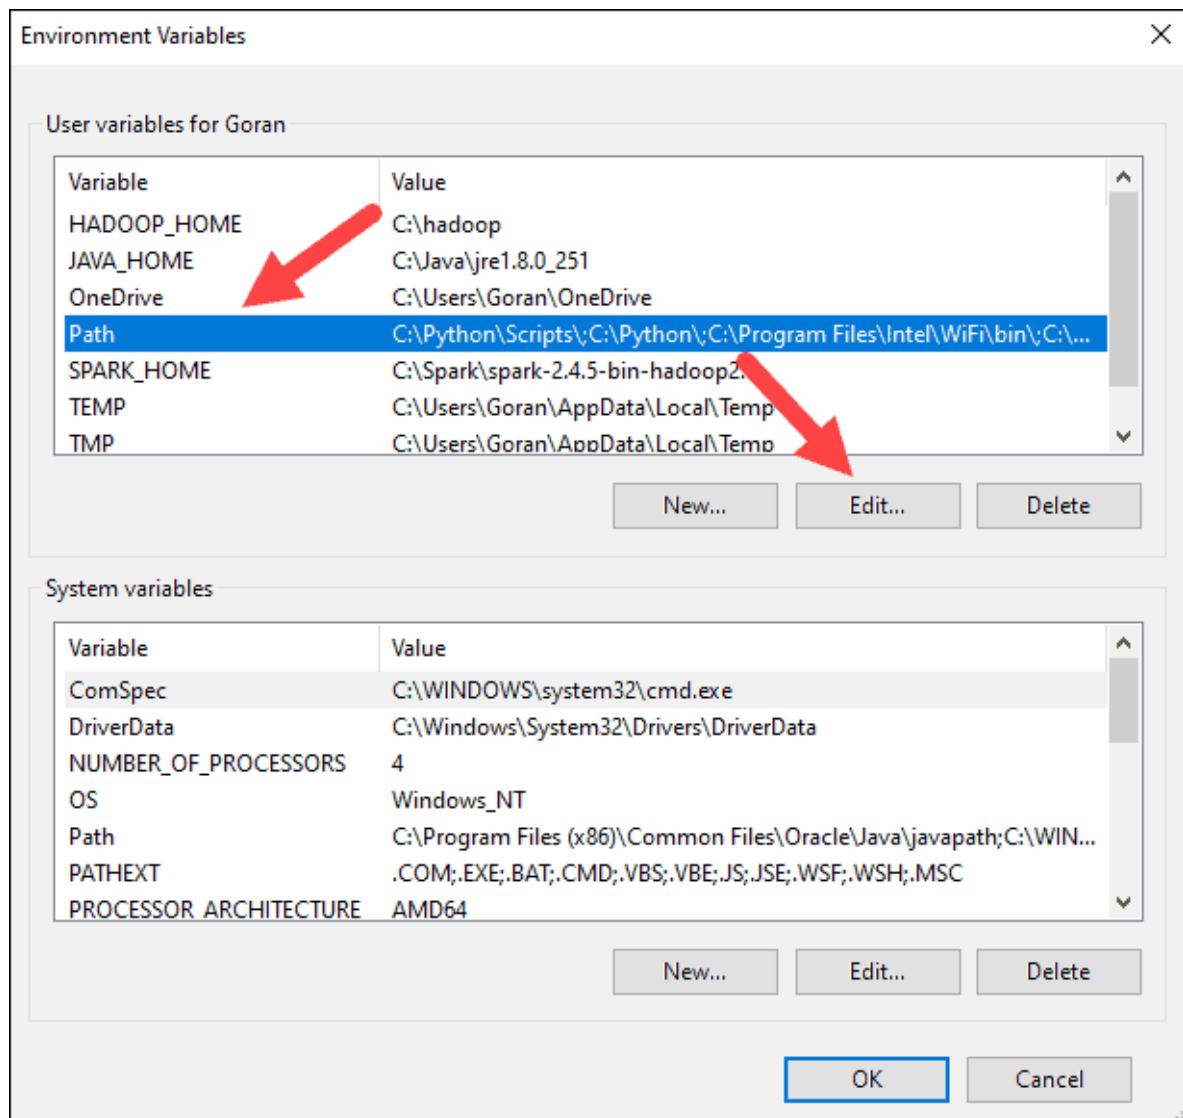 Environment Variables
User variables for Goran
Variable Value
HADOOP_HOME C:\hadoop
JAVA_HOME C:\Java\jre1.8.0_251
OneDrive C:\Users\Goran\OneDrive
Path C:\Python\Scripts\;C:\Python\;C:\Program Files\Intel\WiFi\bin\;C:\...
SPARK_HOME C:\Spark\spark-2.4.5-bin-hadoop2.
TEMP C:\Users\Goran\AppData\Local\Temp
TMP C:\Users\Goran\AppData\Local\Temp
New... Edit... Delete
System variables
Variable Value
ComSpec C:\WINDOWS\system32\cmd.exe
DriverData C:\Windows\System32\Drivers\DriverData
NUMBER_OF_PROCESSORS 4
OS Windows_NT
Path C:\Program Files (x86)\Common Files\Oracle\Java\javapath;C:\WIN...
PATHEXT .COM;.EXE;.BAT;.CMD;.VBS;.VBE;.JS;.JSE;.WSF;.WSH;.MSC
PROCESSOR_ARCHITECTURE AMD64
New... Edit... Delete
OK Cancel